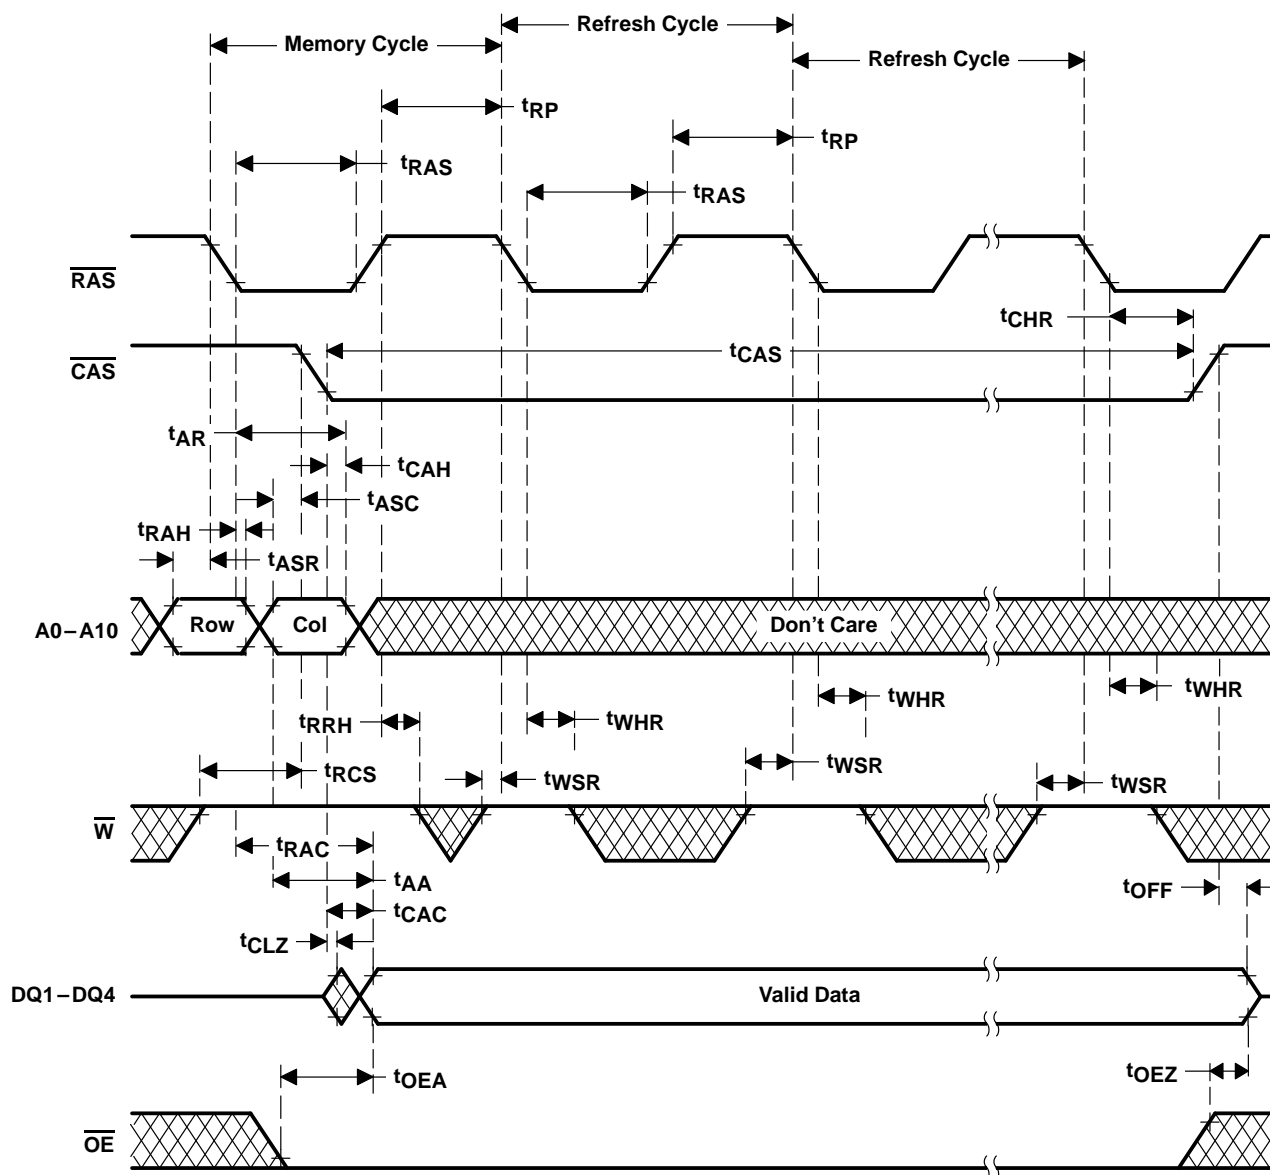 Refresh Cycle
Memory Cycle
Refresh Cycle
tRP
tRP
tRAS
tRAS
RAS
tCHR
tCAS
CAS
tAR
tCAH
tASC
tRAH
tASR
A0–A10
Row
Col
Don't Care
tWHR
tWHR
tRRH
tWHR
tRCS
tWSR
tWSR
tWSR
W
tRAC
tAA
tOFF
tCAC
tCLZ
DQ1–DQ4
Valid Data
tOEA
tOEZ
OE